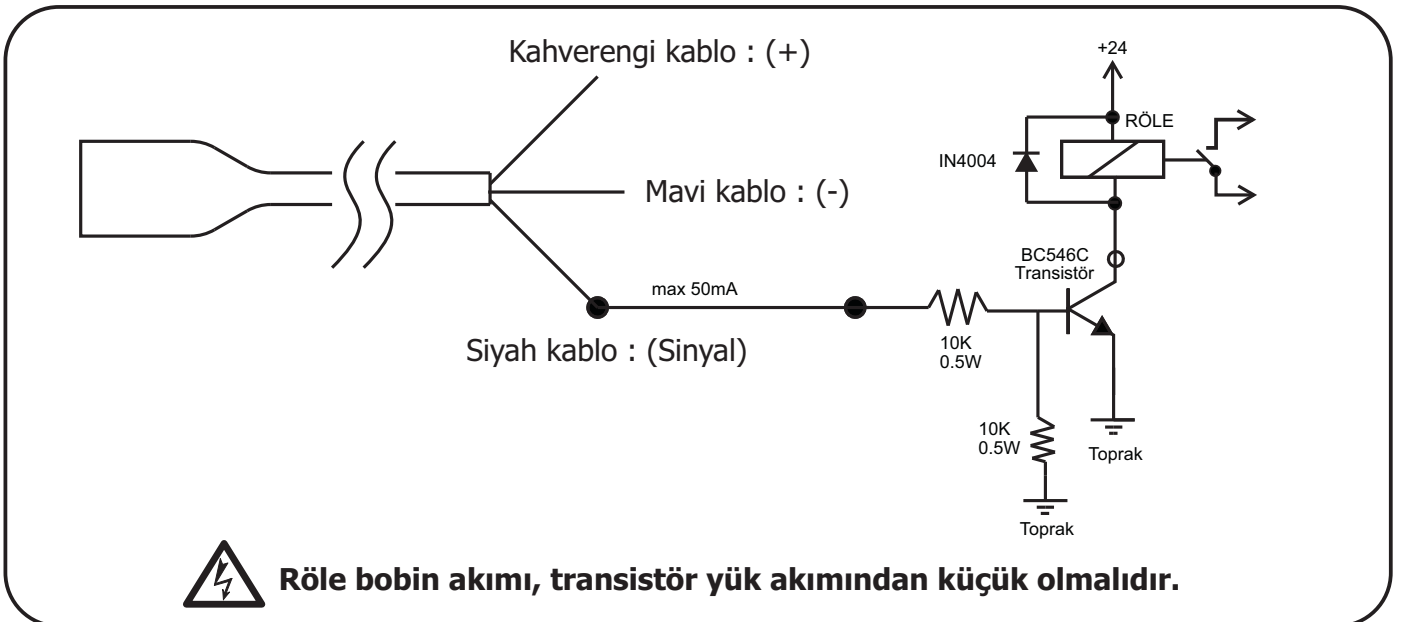 Kahverengi kablo : (+)
+24
RÖLE
IN4004
Mavi kablo : (-)
BC546C
Transistör
max 50mA
Siyah kablo : (Sinyal)
10K
0.5W
10K
0.5W
Toprak
Toprak
Röle bobin akımı, transistör yük akımından küçük olmalıdır.